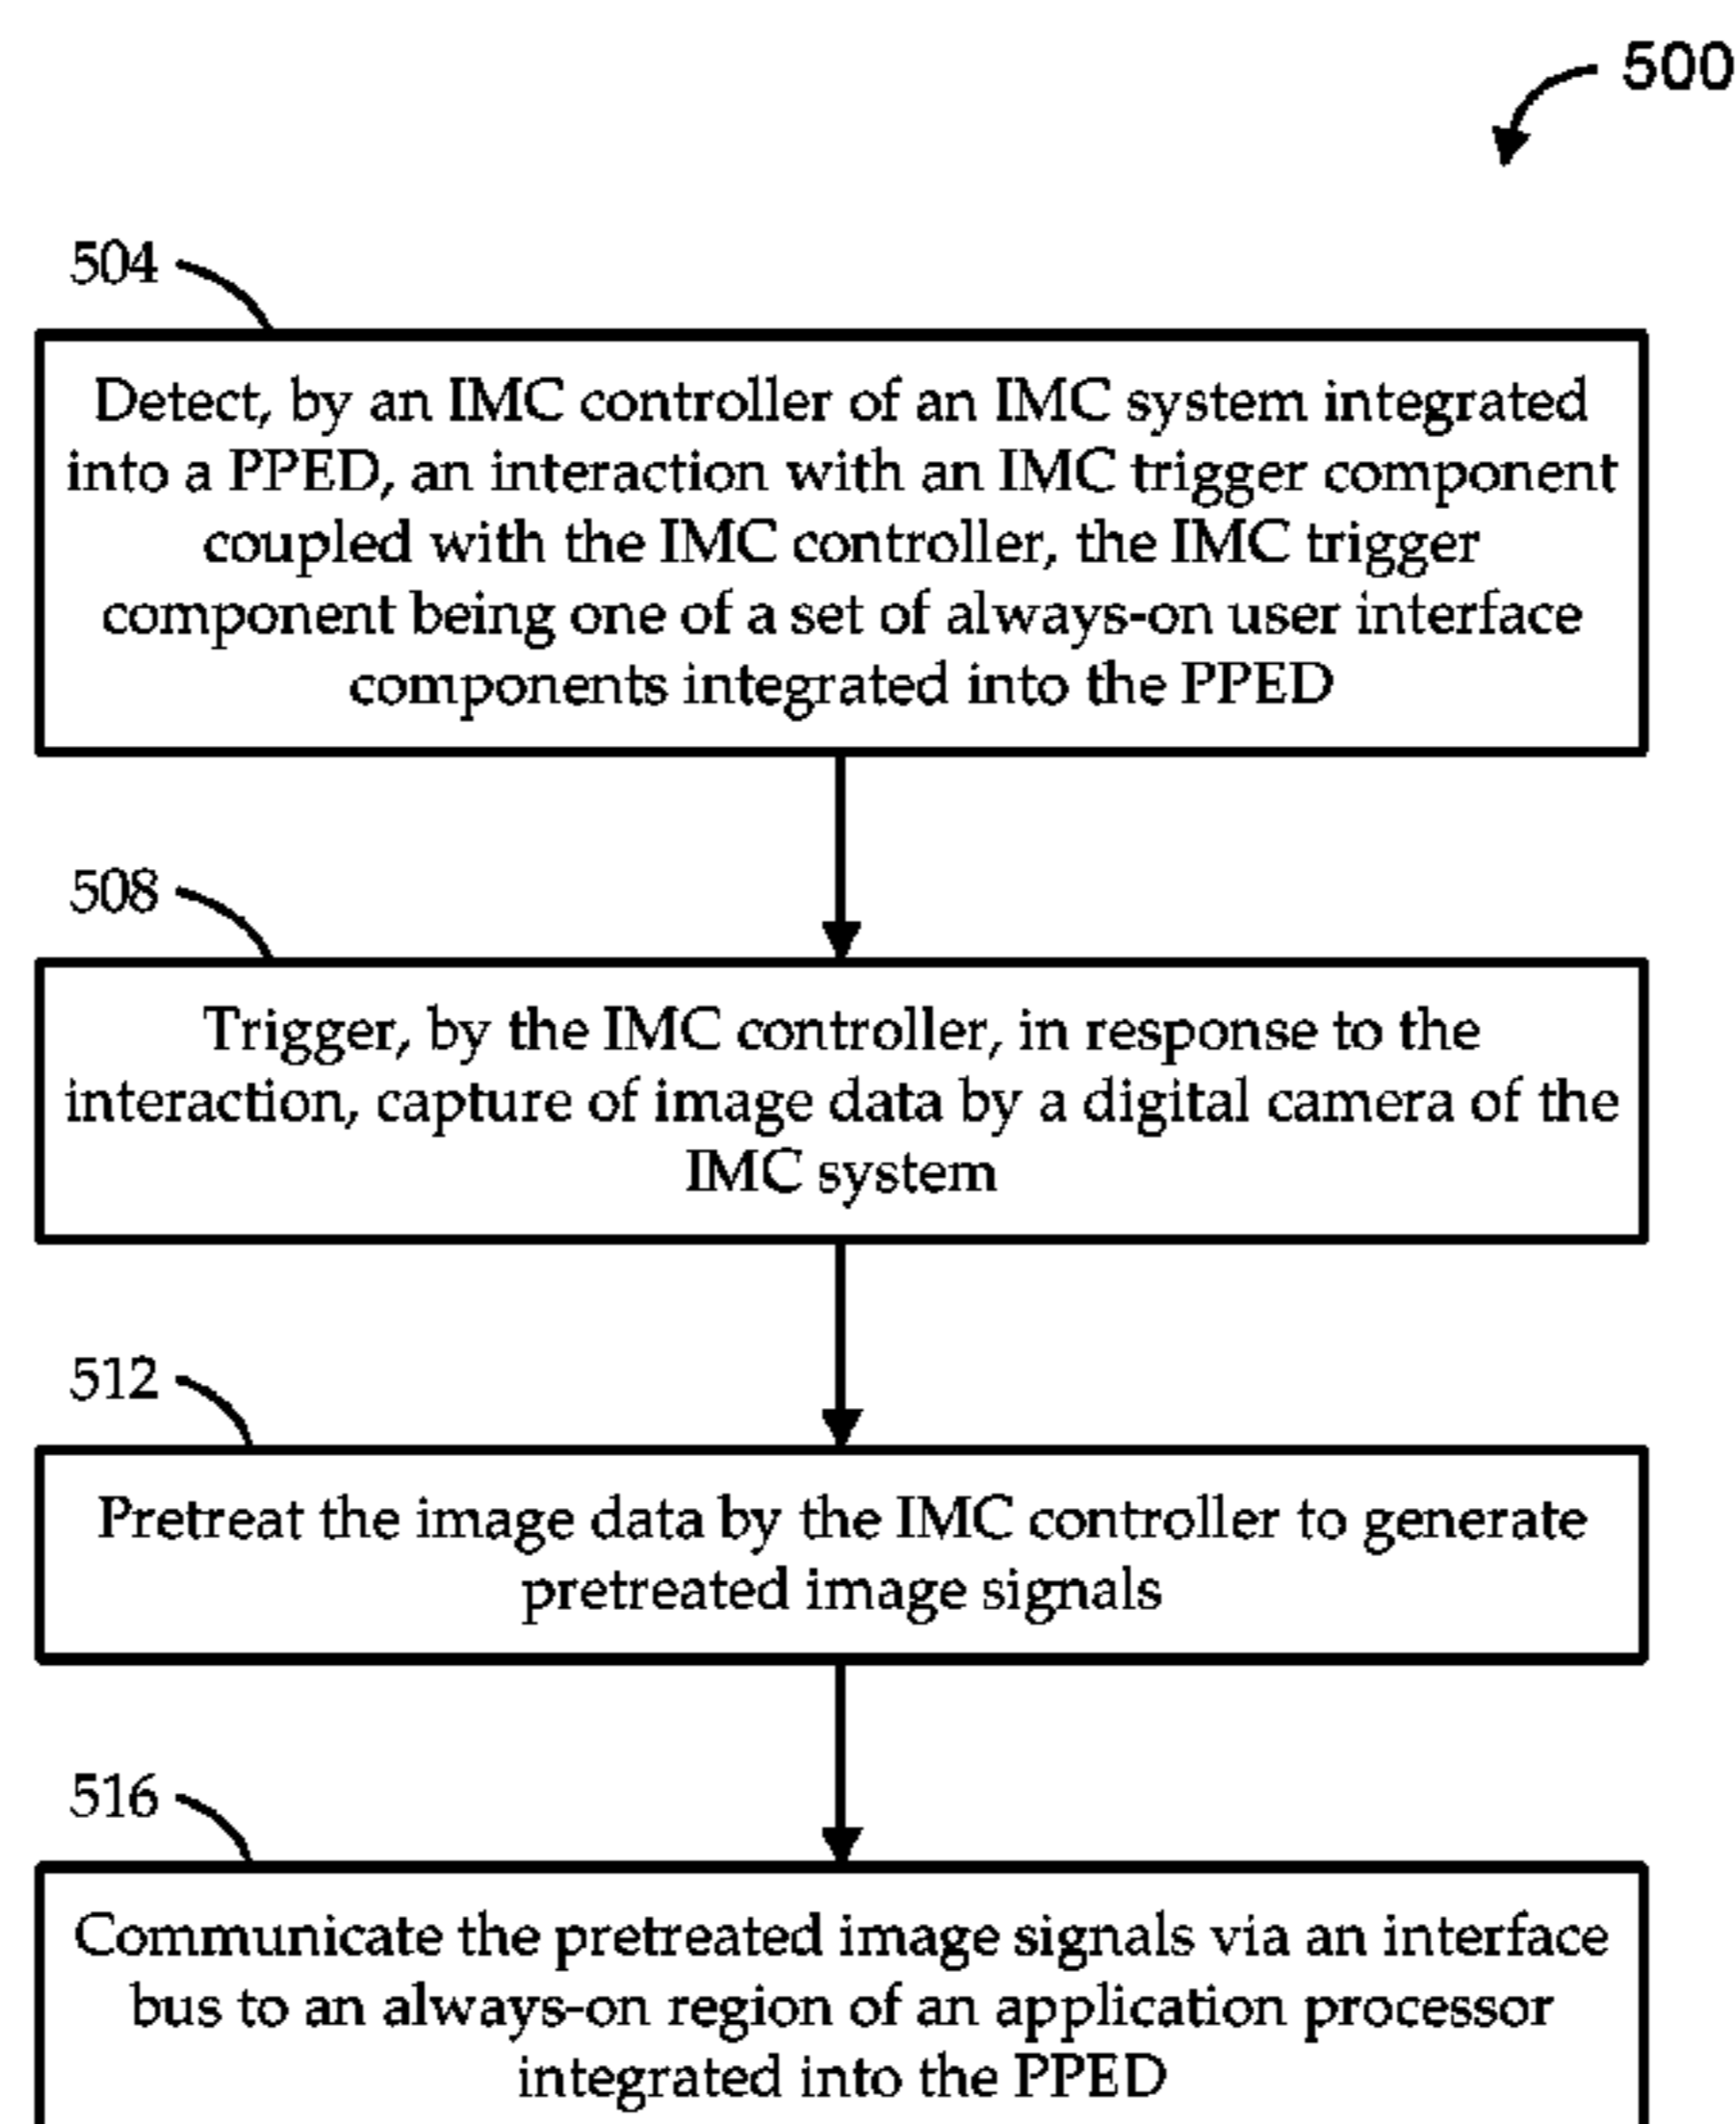 500
504
Detect, by an IMC controller of an IMC system integrated
into a PPED, an interaction with an IMC trigger component
coupled with the IMC controller, the IMC trigger
component being one of a set of always-on user interface
components integrated into the PPED
508
Trigger, by the IMC controller, in response to the
interaction, capture of image data by a digital camera of the
IMC system
512
Pretreat the image data by the IMC controller to generate
pretreated image signals
516
Communicate the pretreated image signals via an interface
bus to an always-on region of an application processor
integrated into the PPED